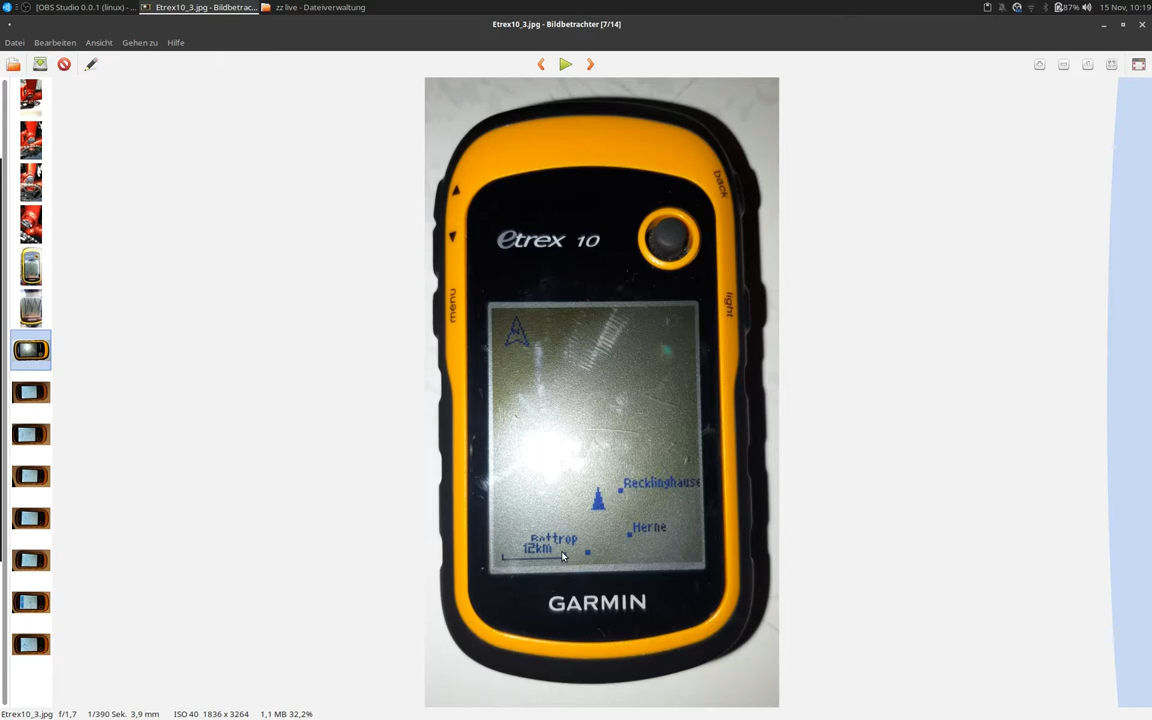 [OBS Studio 0.0.1 (linux) -...
Etrex10_3.jpg - Bildbetrac...
zz live - Dateiverwaltung
87%
15 Nov, 10:19
Etrex10_3.jpg - Bildbetrachter [7/14]
Datei Bearbeiten Ansicht Gehen zu Hilfe
back
etrex 10
menu
light
N
Recklinghause
Herne
Bottrop
12km
GARMIN
Etrex10_3.jpg f/1,7 1/390 Sek. 3,9 mm ISO 40 1836 x 3264 1,1 MB 32,2%